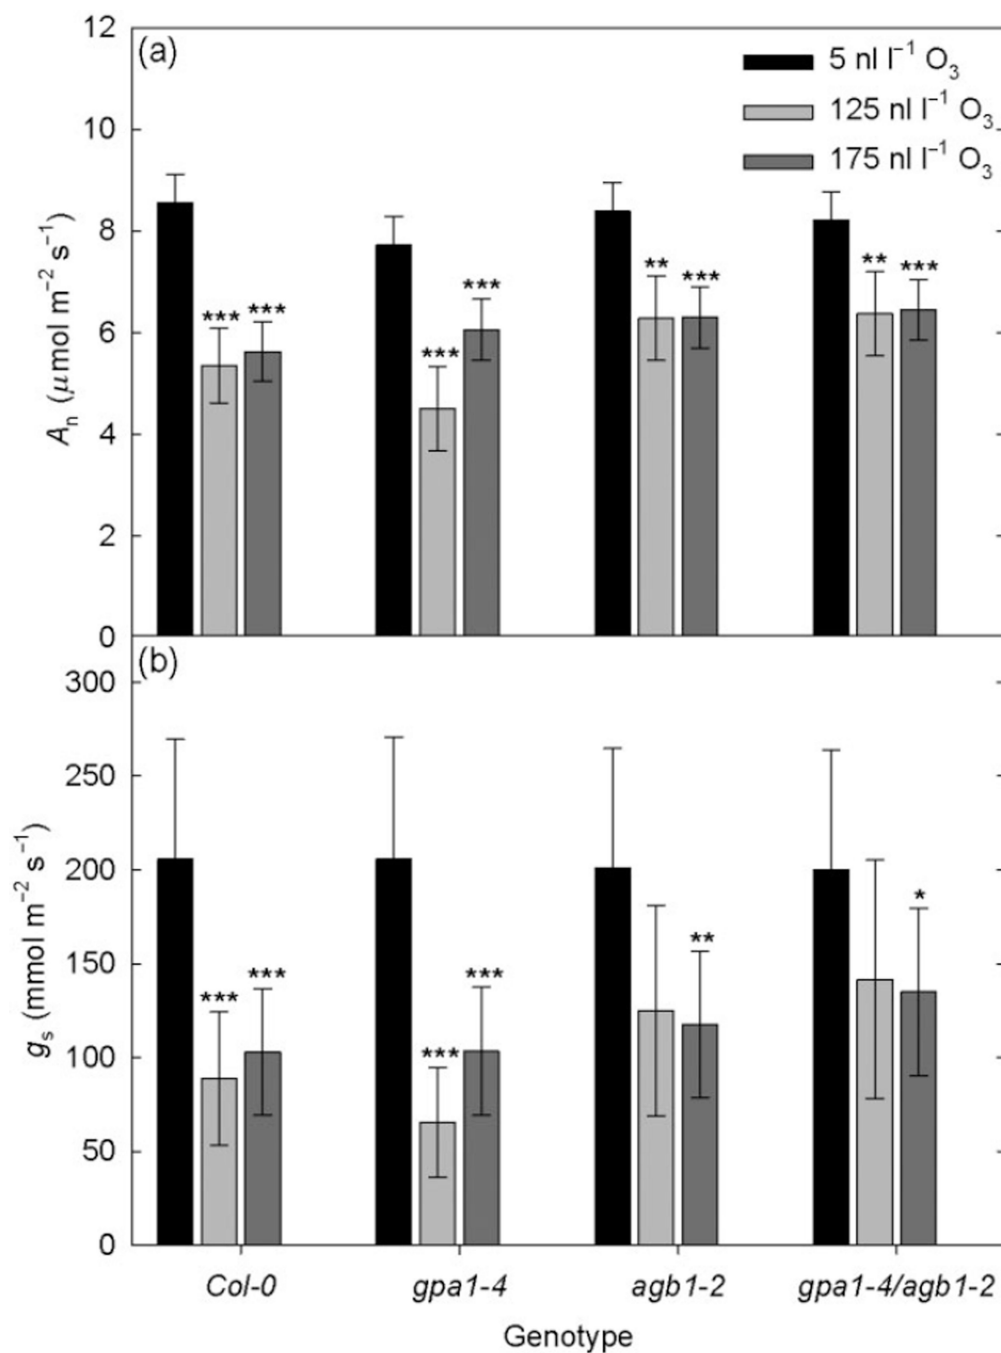 (a)
5 nl l⁻¹ O₃
125 nl l⁻¹ O₃
175 nl l⁻¹ O₃
12
10
8
6
4
2
0
Aₙ (μmol m⁻² s⁻¹)
*** ***
*** ***
** ***
** ***
(b)
300
250
200
150
100
50
0
gₛ (mmol m⁻² s⁻¹)
*** ***
*** ***
**
*
Col-0 gpa1-4 agb1-2 gpa1-4/agb1-2
Genotype